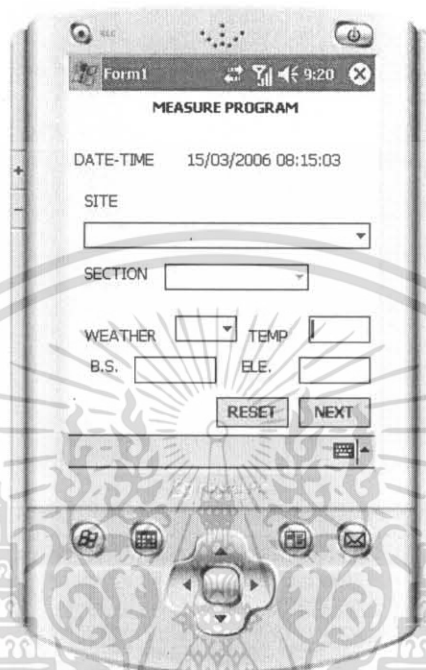 Form1 9:20
MEASURE PROGRAM
DATE-TIME 15/03/2006 08:15:03
SITE
SECTION
WEATHER TEMP
B.S. ELE.
RESET NEXT